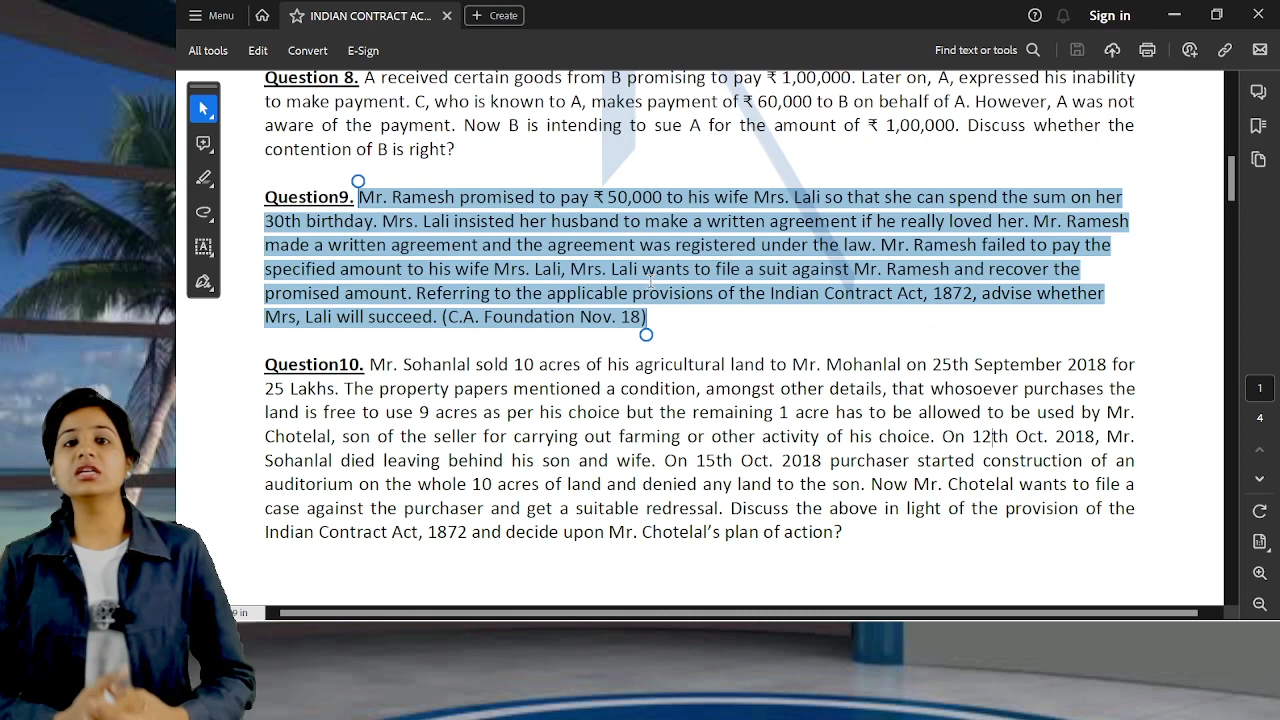 Menu
INDIAN CONTRACT AC...
Create
Sign in
All tools Edit Convert E-Sign
Find text or tools
Question 8. A received certain goods from B promising to pay ₹ 1,00,000. Later on, A, expressed his inability
to make payment. C, who is known to A, makes payment of ₹ 60,000 to B on behalf of A. However, A was not
aware of the payment. Now B is intending to sue A for the amount of ₹ 1,00,000. Discuss whether the
contention of B is right?
Question9. Mr. Ramesh promised to pay ₹ 50,000 to his wife Mrs. Lali so that she can spend the sum on her
30th birthday. Mrs. Lali insisted her husband to make a written agreement if he really loved her. Mr. Ramesh
made a written agreement and the agreement was registered under the law. Mr. Ramesh failed to pay the
specified amount to his wife Mrs. Lali, Mrs. Lali wants to file a suit against Mr. Ramesh and recover the
promised amount. Referring to the applicable provisions of the Indian Contract Act, 1872, advise whether
Mrs, Lali will succeed. (C.A. Foundation Nov. 18)
Question10. Mr. Sohanlal sold 10 acres of his agricultural land to Mr. Mohanlal on 25th September 2018 for
25 Lakhs. The property papers mentioned a condition, amongst other details, that whosoever purchases the
land is free to use 9 acres as per his choice but the remaining 1 acre has to be allowed to be used by Mr.
Chotelal, son of the seller for carrying out farming or other activity of his choice. On 12th Oct. 2018, Mr.
Sohanlal died leaving behind his son and wife. On 15th Oct. 2018 purchaser started construction of an
auditorium on the whole 10 acres of land and denied any land to the son. Now Mr. Chotelal wants to file a
case against the purchaser and get a suitable redressal. Discuss the above in light of the provision of the
Indian Contract Act, 1872 and decide upon Mr. Chotelal's plan of action?
1
4